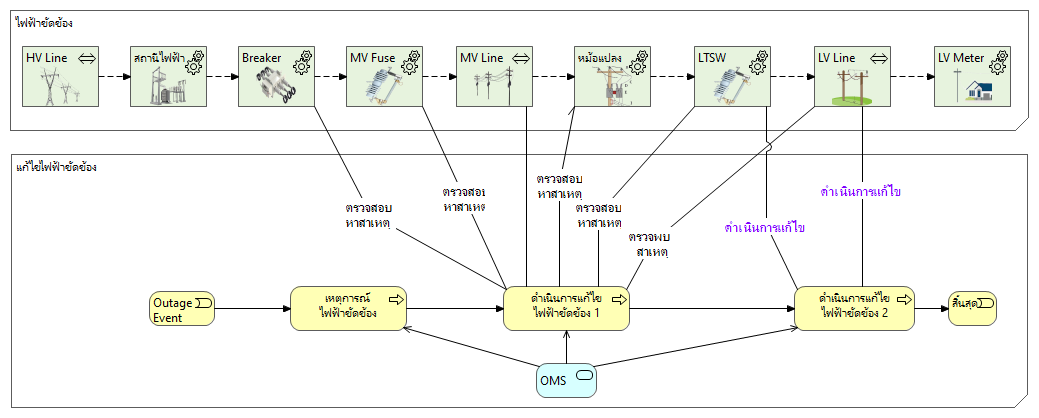 ไฟฟ้าขัดข้อง
HV Line
สถานีไฟฟ้า
Breaker
MV Fuse
MV Line
หม้อแปลง
LTSW
LV Line
LV Meter
แก้ไขไฟฟ้าขัดข้อง
ตรวจสอบ
หาสาเหตุ
ตรวจสอบ
หาสาเหตุ
ตรวจสอบ
หาสาเหตุ
ตรวจสอบ
หาสาเหตุ
ตรวจพบ
สาเหตุ
ดำเนินการแก้ไข
ดำเนินการแก้ไข
Outage
Event
เหตุการณ์
ไฟฟ้าขัดข้อง
ดำเนินการแก้ไข
ไฟฟ้าขัดข้อง 1
ดำเนินการแก้ไข
ไฟฟ้าขัดข้อง 2
สิ้นสุด
OMS